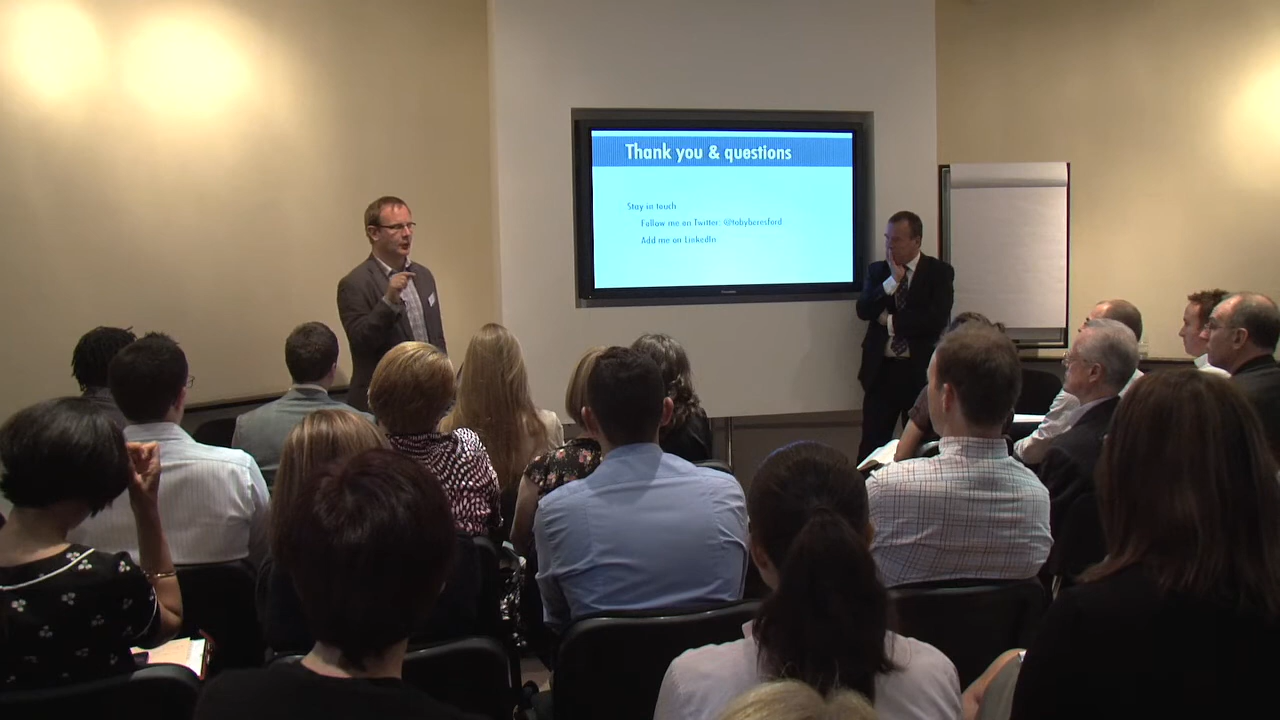 Thank you & questions
Stay in touch
Follow me on Twitter: @tobyberesford
Add me on LinkedIn